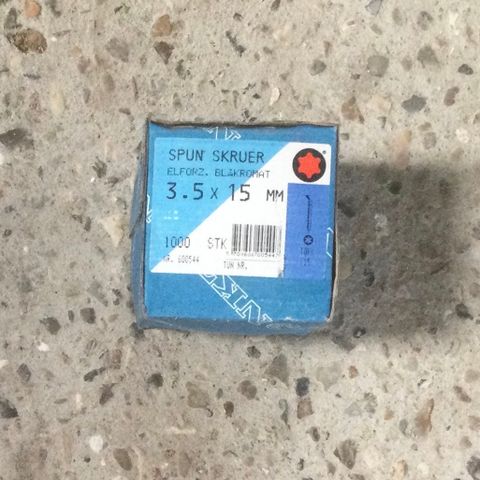 SPUN SKRUER
ELFORZ. BLÅKROMAT
3.5 x 15 MM
1000 STK
NR. 600544
TUN NR.